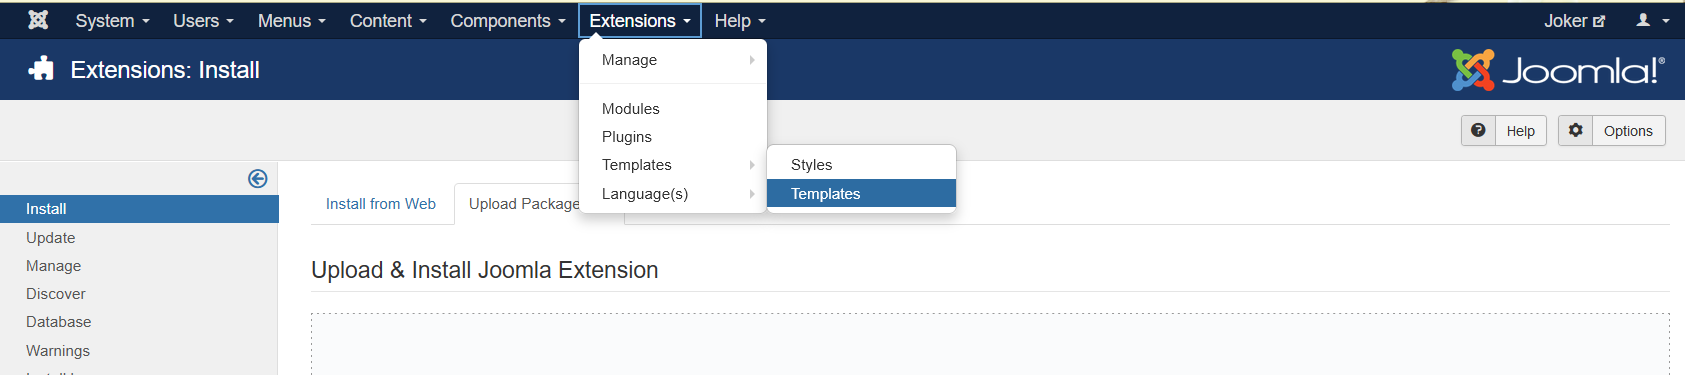 System Users Menus Content Components Extensions Help Joker
Extensions: Install
Joomla!®
Manage
Modules
Plugins
Templates
Language(s)
Styles
Templates
Help
Options
Install
Update
Manage
Discover
Database
Warnings
Install from Web
Upload Package
Upload & Install Joomla Extension